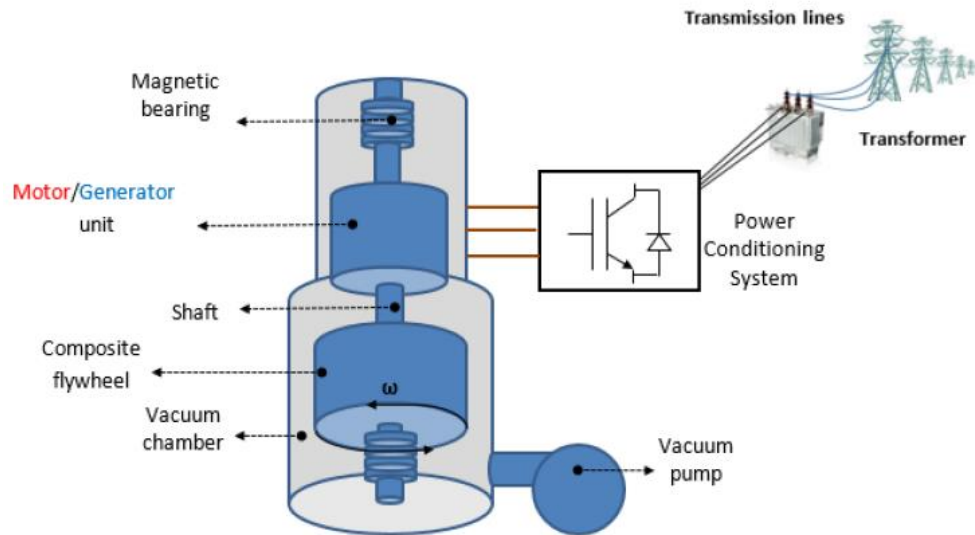 Transmission lines
Magnetic
bearing
Transformer
Motor/Generator
unit
Power
Conditioning
System
Shaft
Composite
flywheel
ω
Vacuum
chamber
Vacuum
pump